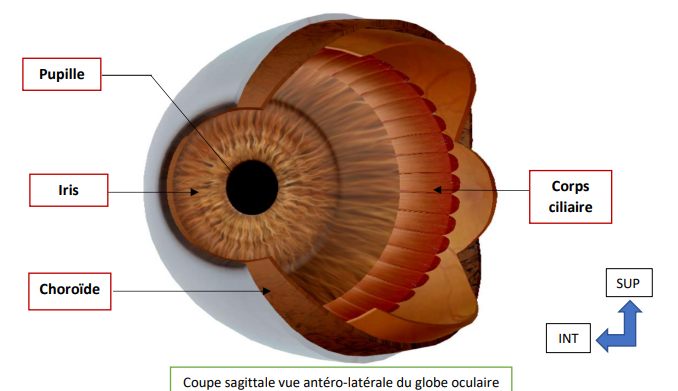 Pupille
Iris
Corps
ciliaire
Choroïde
SUP
INT
Coupe sagittale vue antéro-latérale du globe oculaire